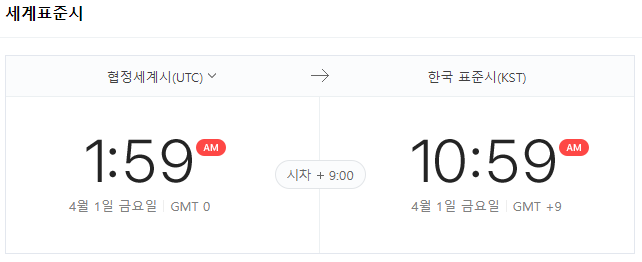 세계표준시
협정세계시(UTC) → 한국 표준시(KST)
1:59 AM
4월 1일 금요일 | GMT 0
시차 + 9:00
10:59 AM
4월 1일 금요일 | GMT +9